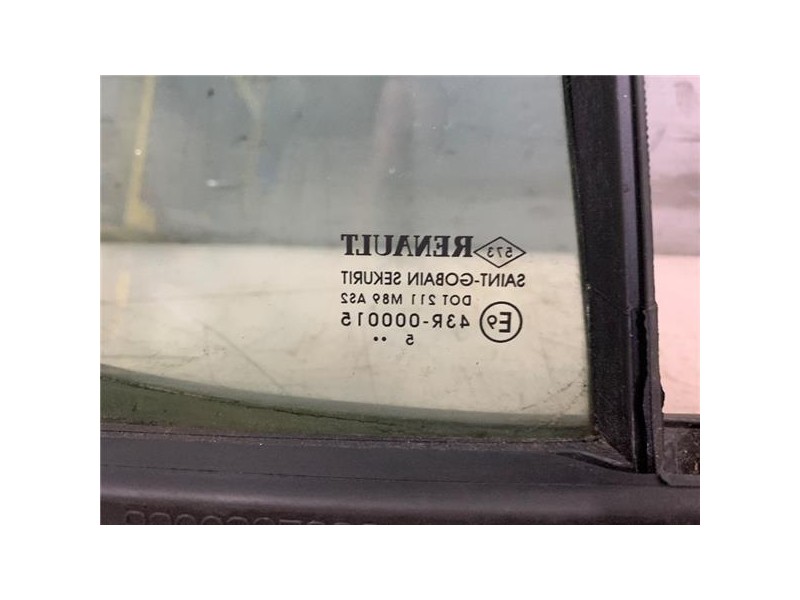 573 RENAULT
SAINT-GOBAIN SEKURIT
DOT 211 M89 AS2
E9 43R-000015
5 ••